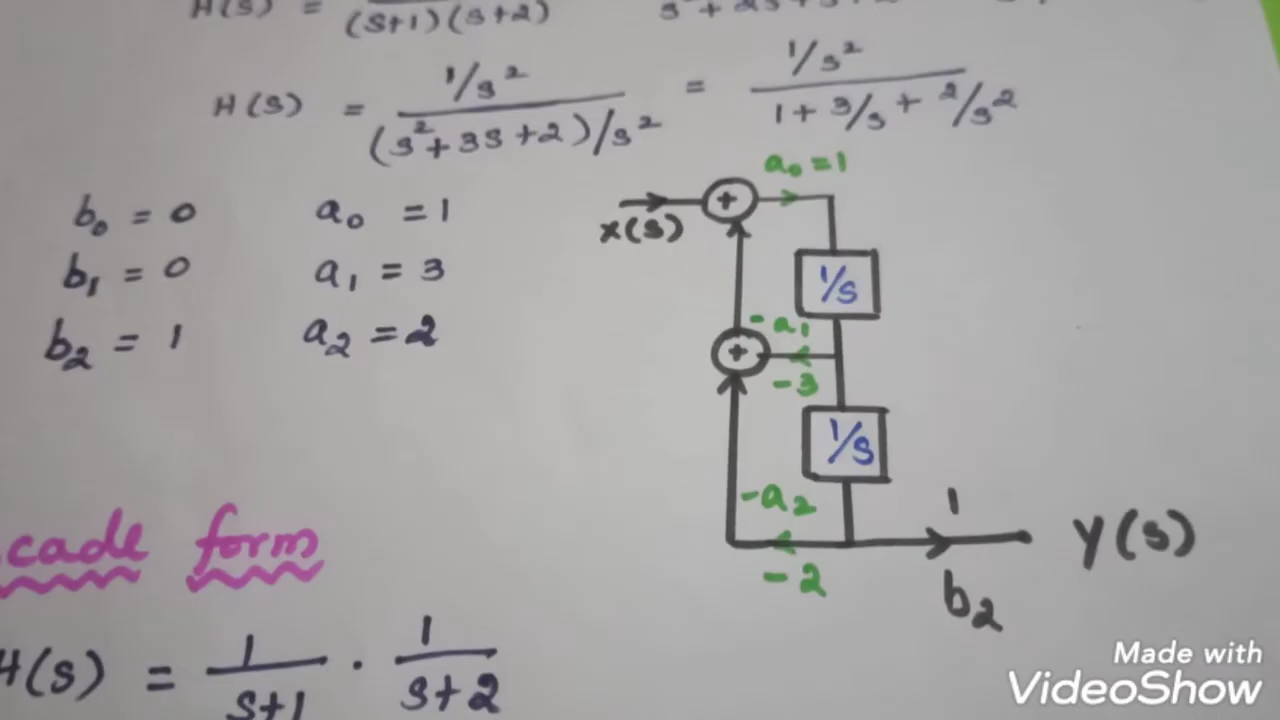 H(s) =
(s+1)(s+2)
H(s) = 1/s² / (s²+3s+2)/s² = 1/s² / 1 + 3/s + 2/s²
b₀ = 0 a₀ = 1
b₁ = 0 a₁ = 3
b₂ = 1 a₂ = 2
a₀ = 1
+
x(s)
1/s
-a₁
+
-3
1/s
-a₂
-2
1
y(s)
b₂
cade form
H(s) = 1/s+1 · 1/s+2
Made with
VideoShow